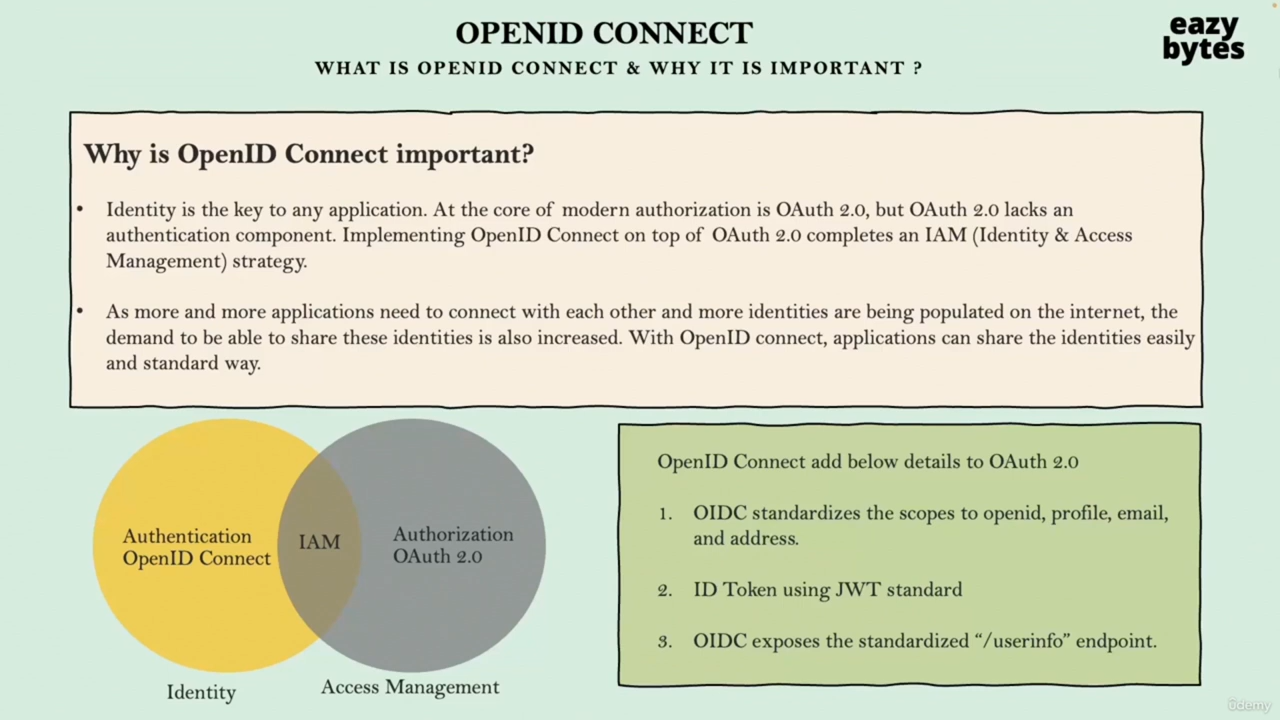 OPENID CONNECT
WHAT IS OPENID CONNECT & WHY IT IS IMPORTANT ?
eazy
bytes
Why is OpenID Connect important?
• Identity is the key to any application. At the core of modern authorization is OAuth 2.0, but OAuth 2.0 lacks an
authentication component. Implementing OpenID Connect on top of OAuth 2.0 completes an IAM (Identity & Access
Management) strategy.
• As more and more applications need to connect with each other and more identities are being populated on the internet, the
demand to be able to share these identities is also increased. With OpenID connect, applications can share the identities easily
and standard way.
Authentication
OpenID Connect
IAM
Authorization
OAuth 2.0
Identity
Access Management
OpenID Connect add below details to OAuth 2.0
1. OIDC standardizes the scopes to openid, profile, email,
and address.
2. ID Token using JWT standard
3. OIDC exposes the standardized “/userinfo” endpoint.
ûdemy